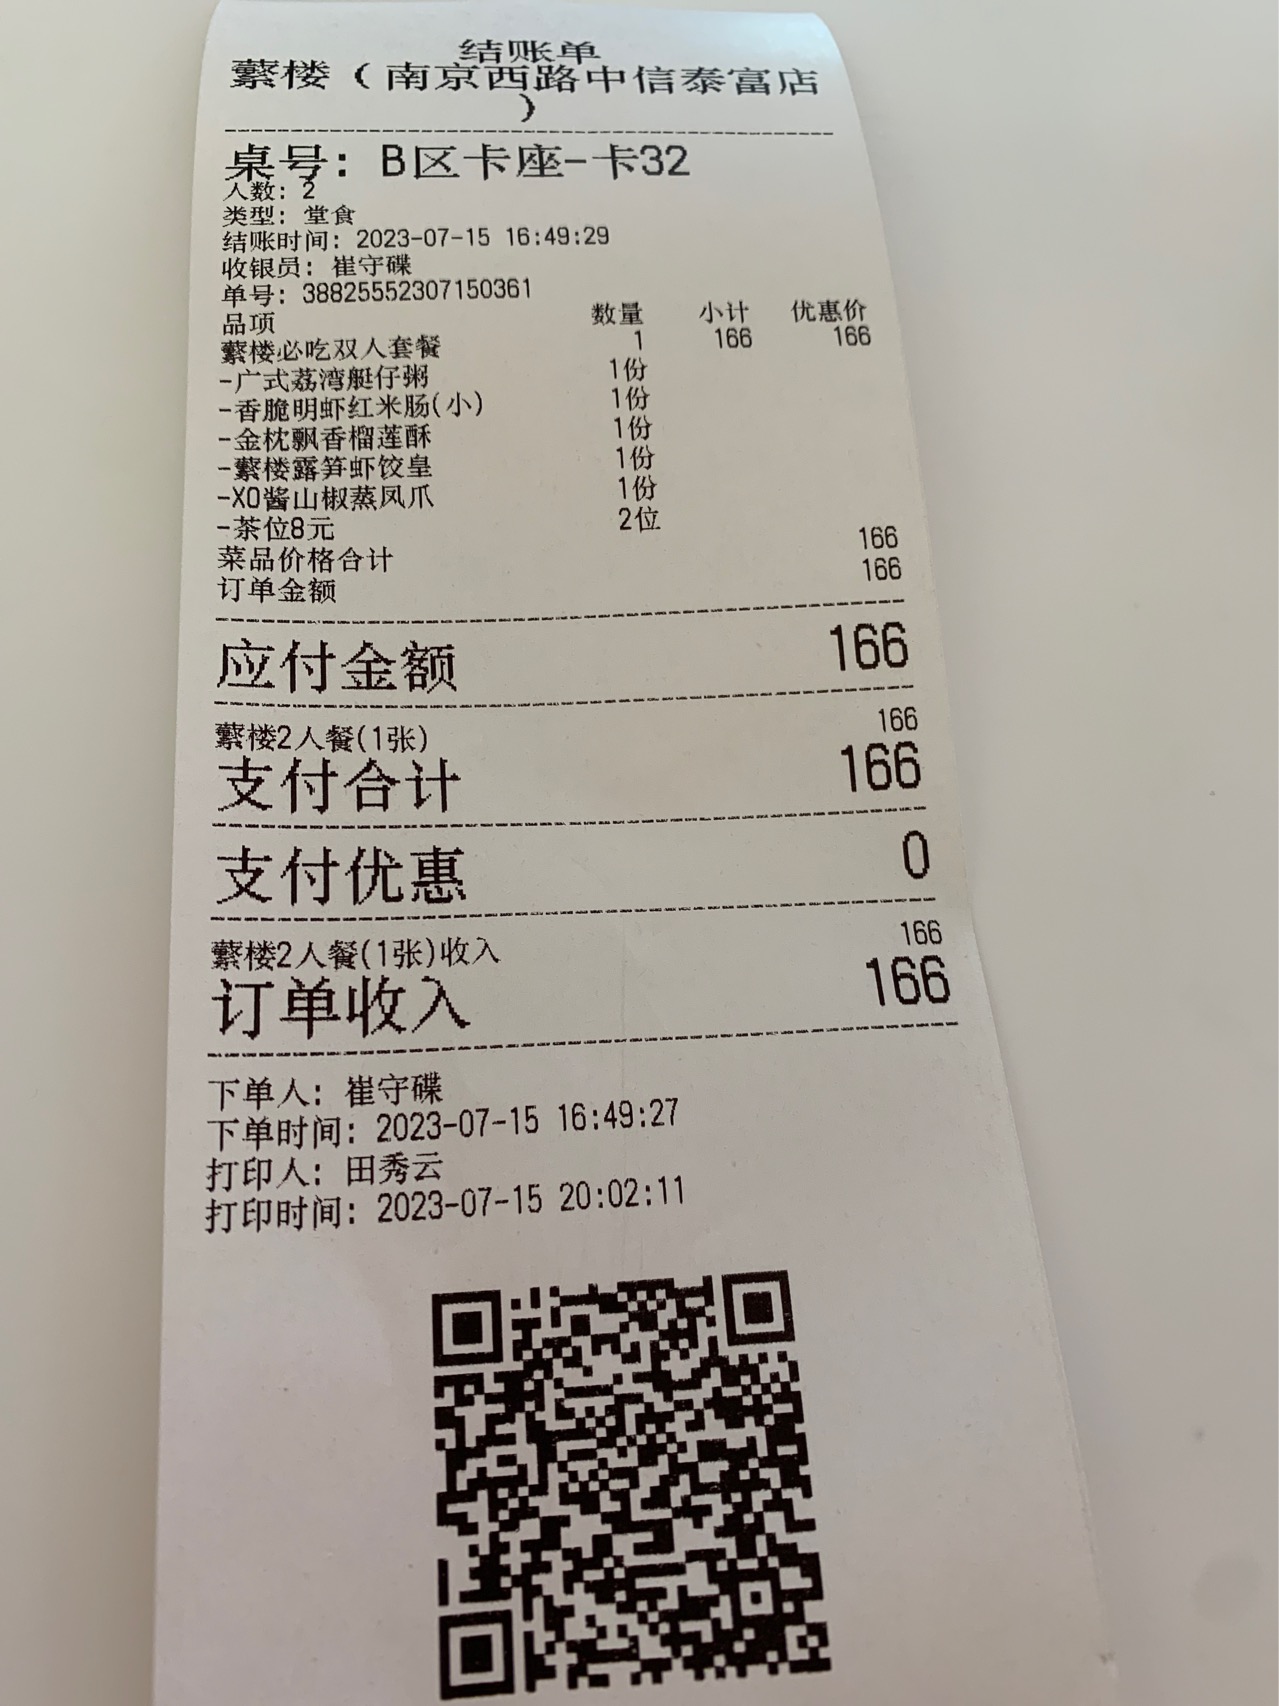 结账单
蘩楼（南京西路中信泰富店
）
桌号：B区卡座-卡32
人数：2
类型：堂食
结账时间：2023-07-15 16:49:29
收银员：崔守碟
单号：38825552307150361
品项 数量 小计 优惠价
蘩楼必吃双人套餐 1 166 166
-广式荔湾艇仔粥 1份
-香脆明虾红米肠(小) 1份
-金枕飘香榴莲酥 1份
-蘩楼露笋虾饺皇 1份
-XO酱山椒蒸凤爪 1份
-茶位8元 2位
菜品价格合计 166
订单金额 166
应付金额 166
蘩楼2人餐(1张) 166
支付合计 166
支付优惠 0
蘩楼2人餐(1张)收入 166
订单收入 166
下单人：崔守碟
下单时间：2023-07-15 16:49:27
打印人：田秀云
打印时间：2023-07-15 20:02:11